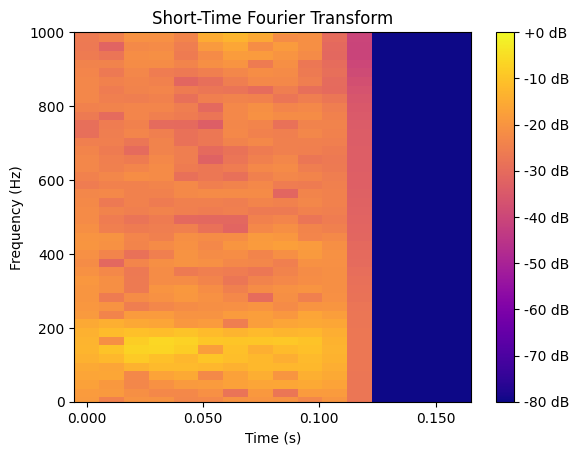 Short-Time Fourier Transform
1000
800
600
400
200
0
Frequency (Hz)
0.000
0.050
0.100
0.150
Time (s)
+0 dB
-10 dB
-20 dB
-30 dB
-40 dB
-50 dB
-60 dB
-70 dB
-80 dB